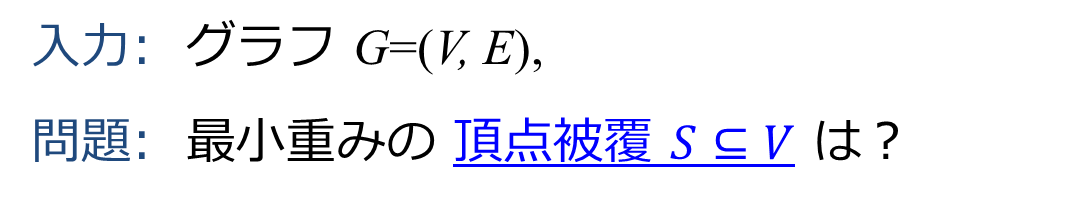 入力: グラフ G=(V, E),
問題: 最小重みの 頂点被覆 S ⊆ V は？